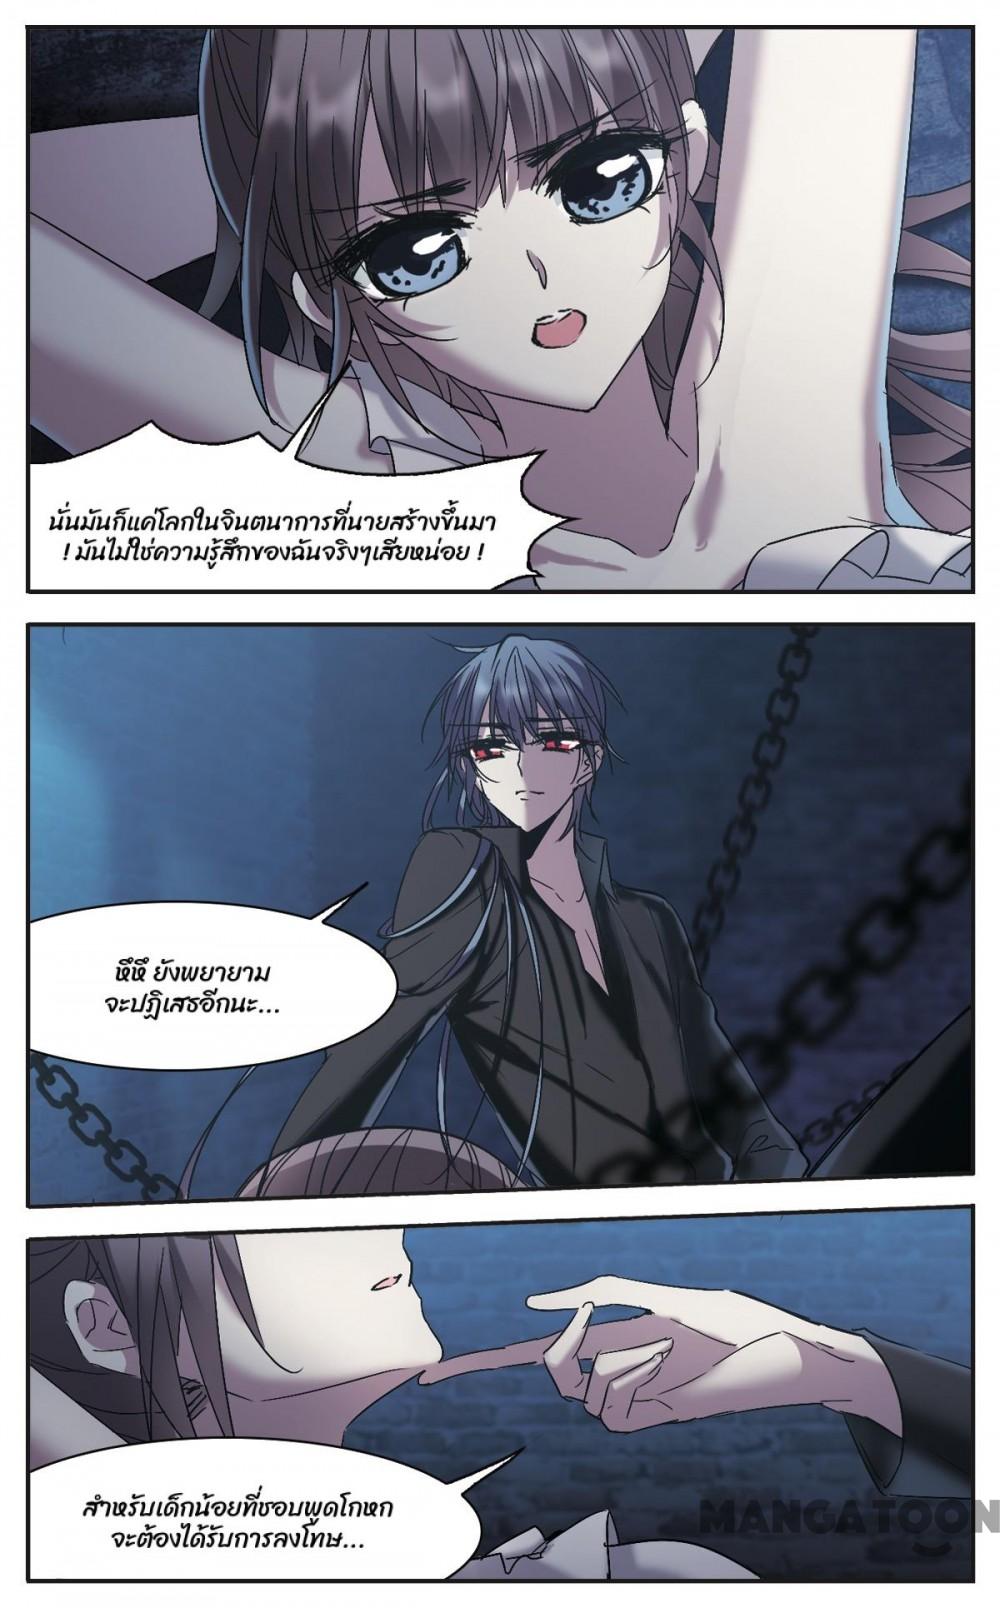 นั่นมันก็แค่โลกในจินตนาการที่นายสร้างขึ้นมา
! มันไม่ใช่ความรู้สึกของฉันจริงๆเสียหน่อย !
หึหึ ยังพยายาม
จะปฏิเสธอีกนะ...
สำหรับเด็กน้อยที่ชอบพูดโกหก
จะต้องได้รับการลงโทษ...
MANGATOON